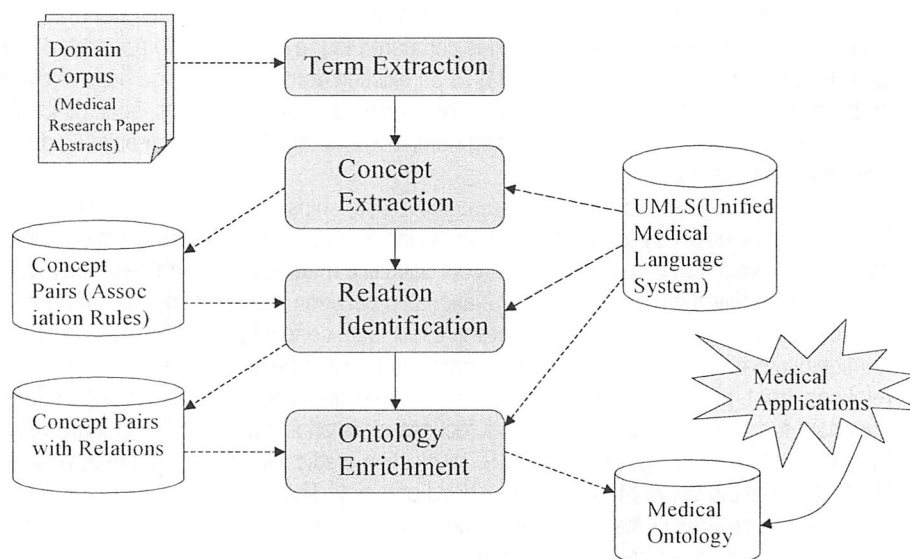 Domain
Corpus
(Medical
Research Paper
Abstracts)
Term Extraction
Concept
Extraction
UMLS(Unified
Medical
Language
System)
Concept
Pairs (Assoc
iation Rules)
Relation
Identification
Medical
Applications
Concept Pairs
with Relations
Ontology
Enrichment
Medical
Ontology